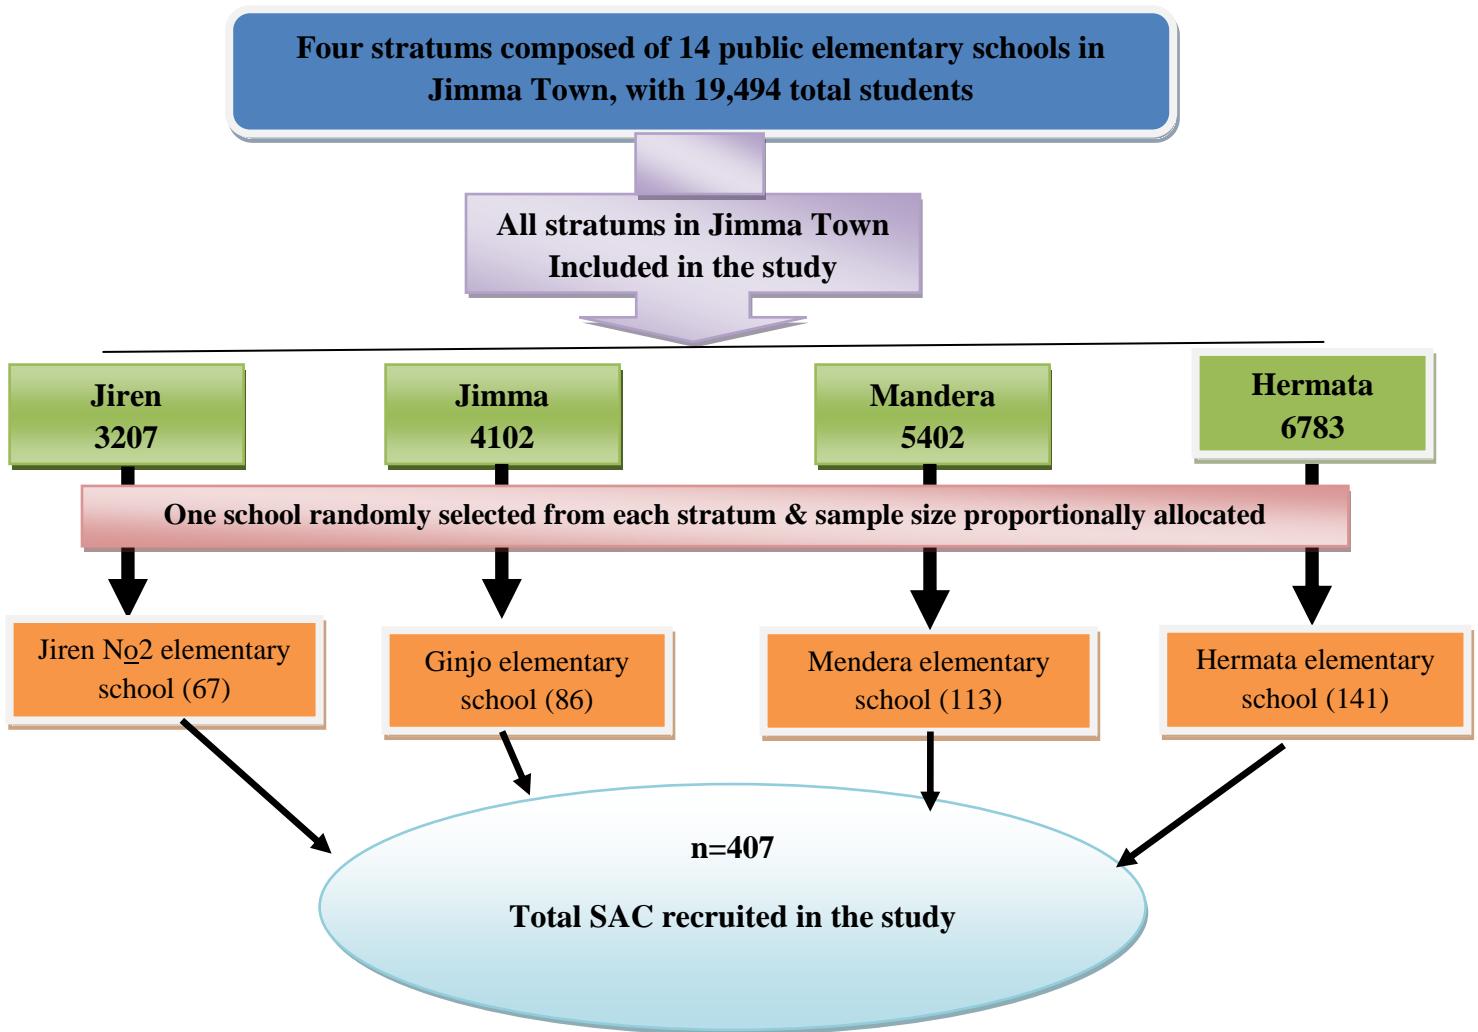 Four stratums composed of 14 public elementary schools in
Jimma Town, with 19,494 total students
All stratums in Jimma Town
Included in the study
Jiren
3207
Jimma
4102
Mandera
5402
Hermata
6783
One school randomly selected from each stratum & sample size proportionally allocated
Jiren No2 elementary
school (67)
Ginjo elementary
school (86)
Mendera elementary
school (113)
Hermata elementary
school (141)
n=407
Total SAC recruited in the study